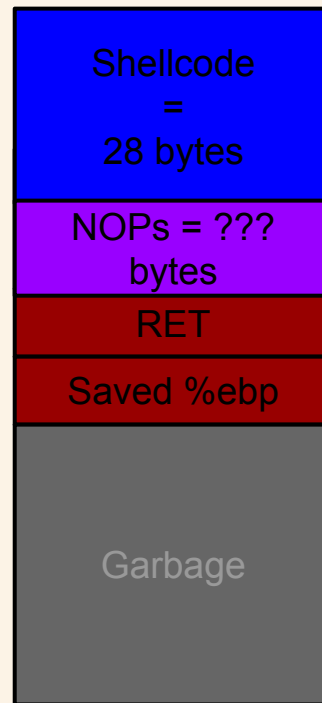 Shellcode
=
28 bytes
NOPs = ???
bytes
RET
Saved %ebp
Garbage